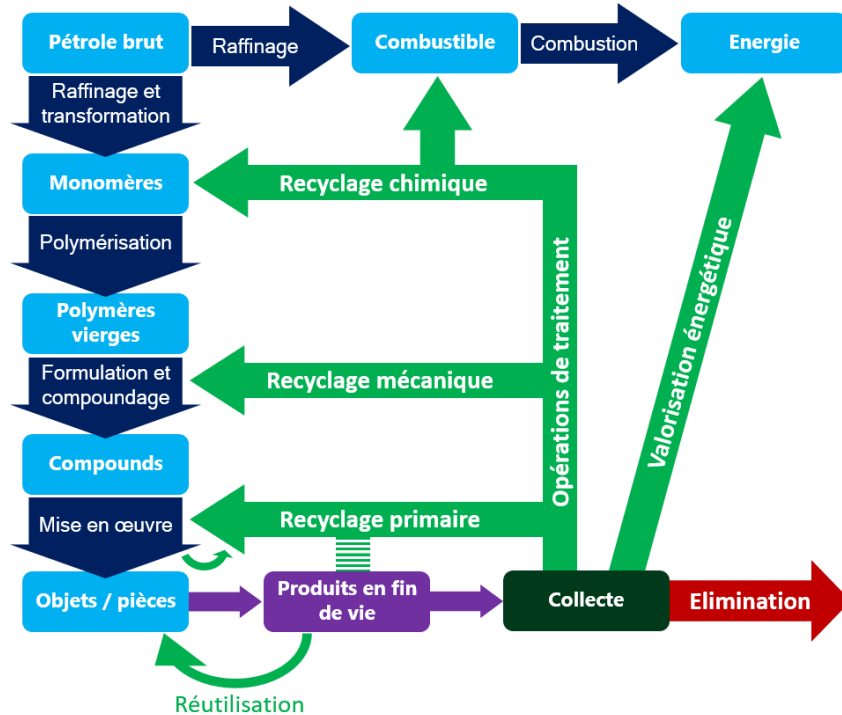 Pétrole brut
Raffinage
Combustible
Combustion
Energie
Raffinage et
transformation
Monomères
Recyclage chimique
Polymérisation
Polymères
vierges
Formulation et
compoundage
Recyclage mécanique
Opérations de traitement
Valorisation énergétique
Compounds
Mise en œuvre
Recyclage primaire
Objets / pièces
Produits en fin
de vie
Collecte
Elimination
Réutilisation